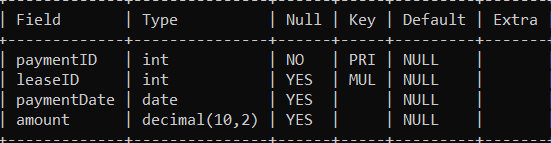 | Field | Type | Null | Key | Default | Extra
| paymentID | int | NO | PRI | NULL |
| leaseID | int | YES | MUL | NULL |
| paymentDate | date | YES | | NULL |
| amount | decimal(10,2) | YES | | NULL |